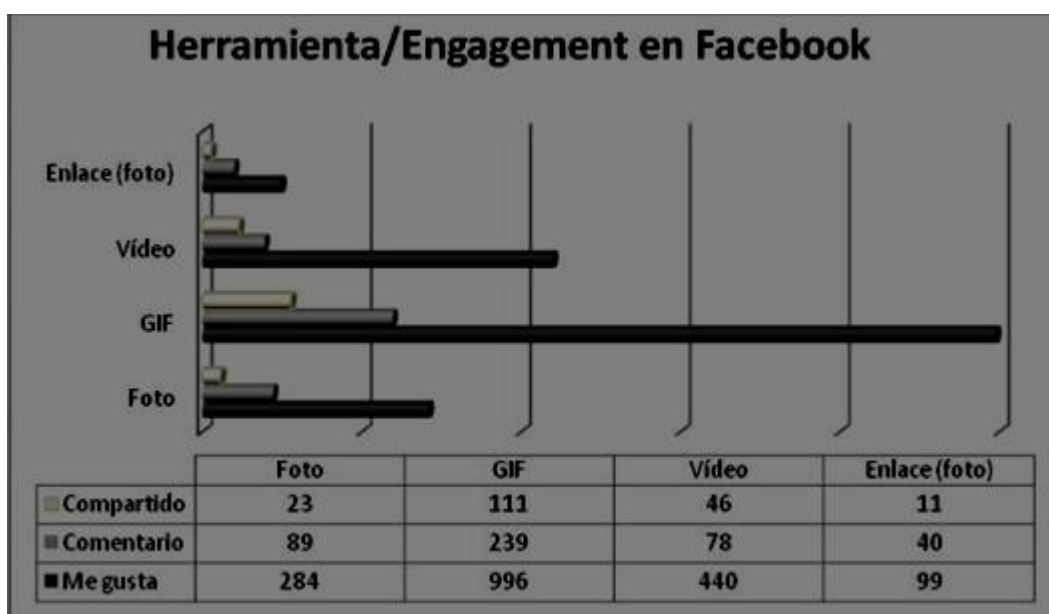 Herramienta/Engagement en Facebook
Enlace (foto)
Vídeo
GIF
Foto
Foto GIF Vídeo Enlace (foto)
Compartido 23 111 46 11
Comentario 89 239 78 40
Me gusta 284 996 440 99